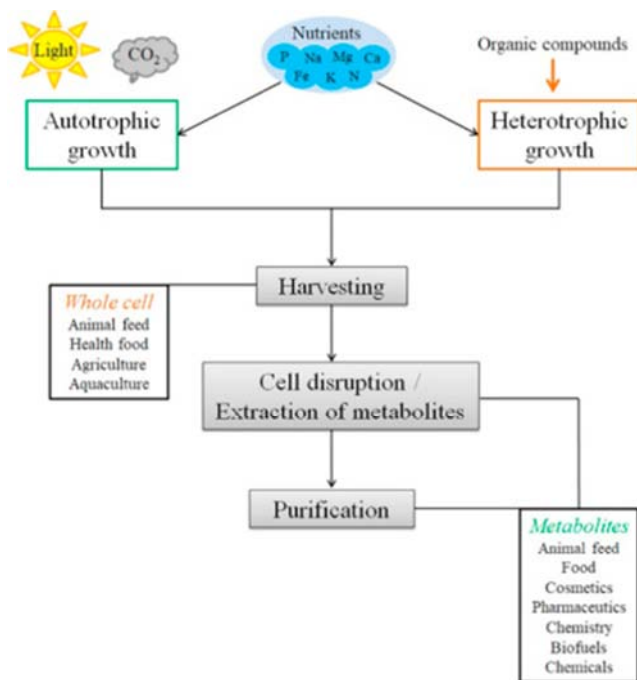 Light
CO2
Nutrients
P Na Mg Ca
Fe K N
Organic compounds
Autotrophic
growth
Heterotrophic
growth
Harvesting
Whole cell
Animal feed
Health food
Agriculture
Aquaculture
Cell disruption /
Extraction of metabolites
Purification
Metabolites
Animal feed
Food
Cosmetics
Pharmaceutics
Chemistry
Biofuels
Chemicals